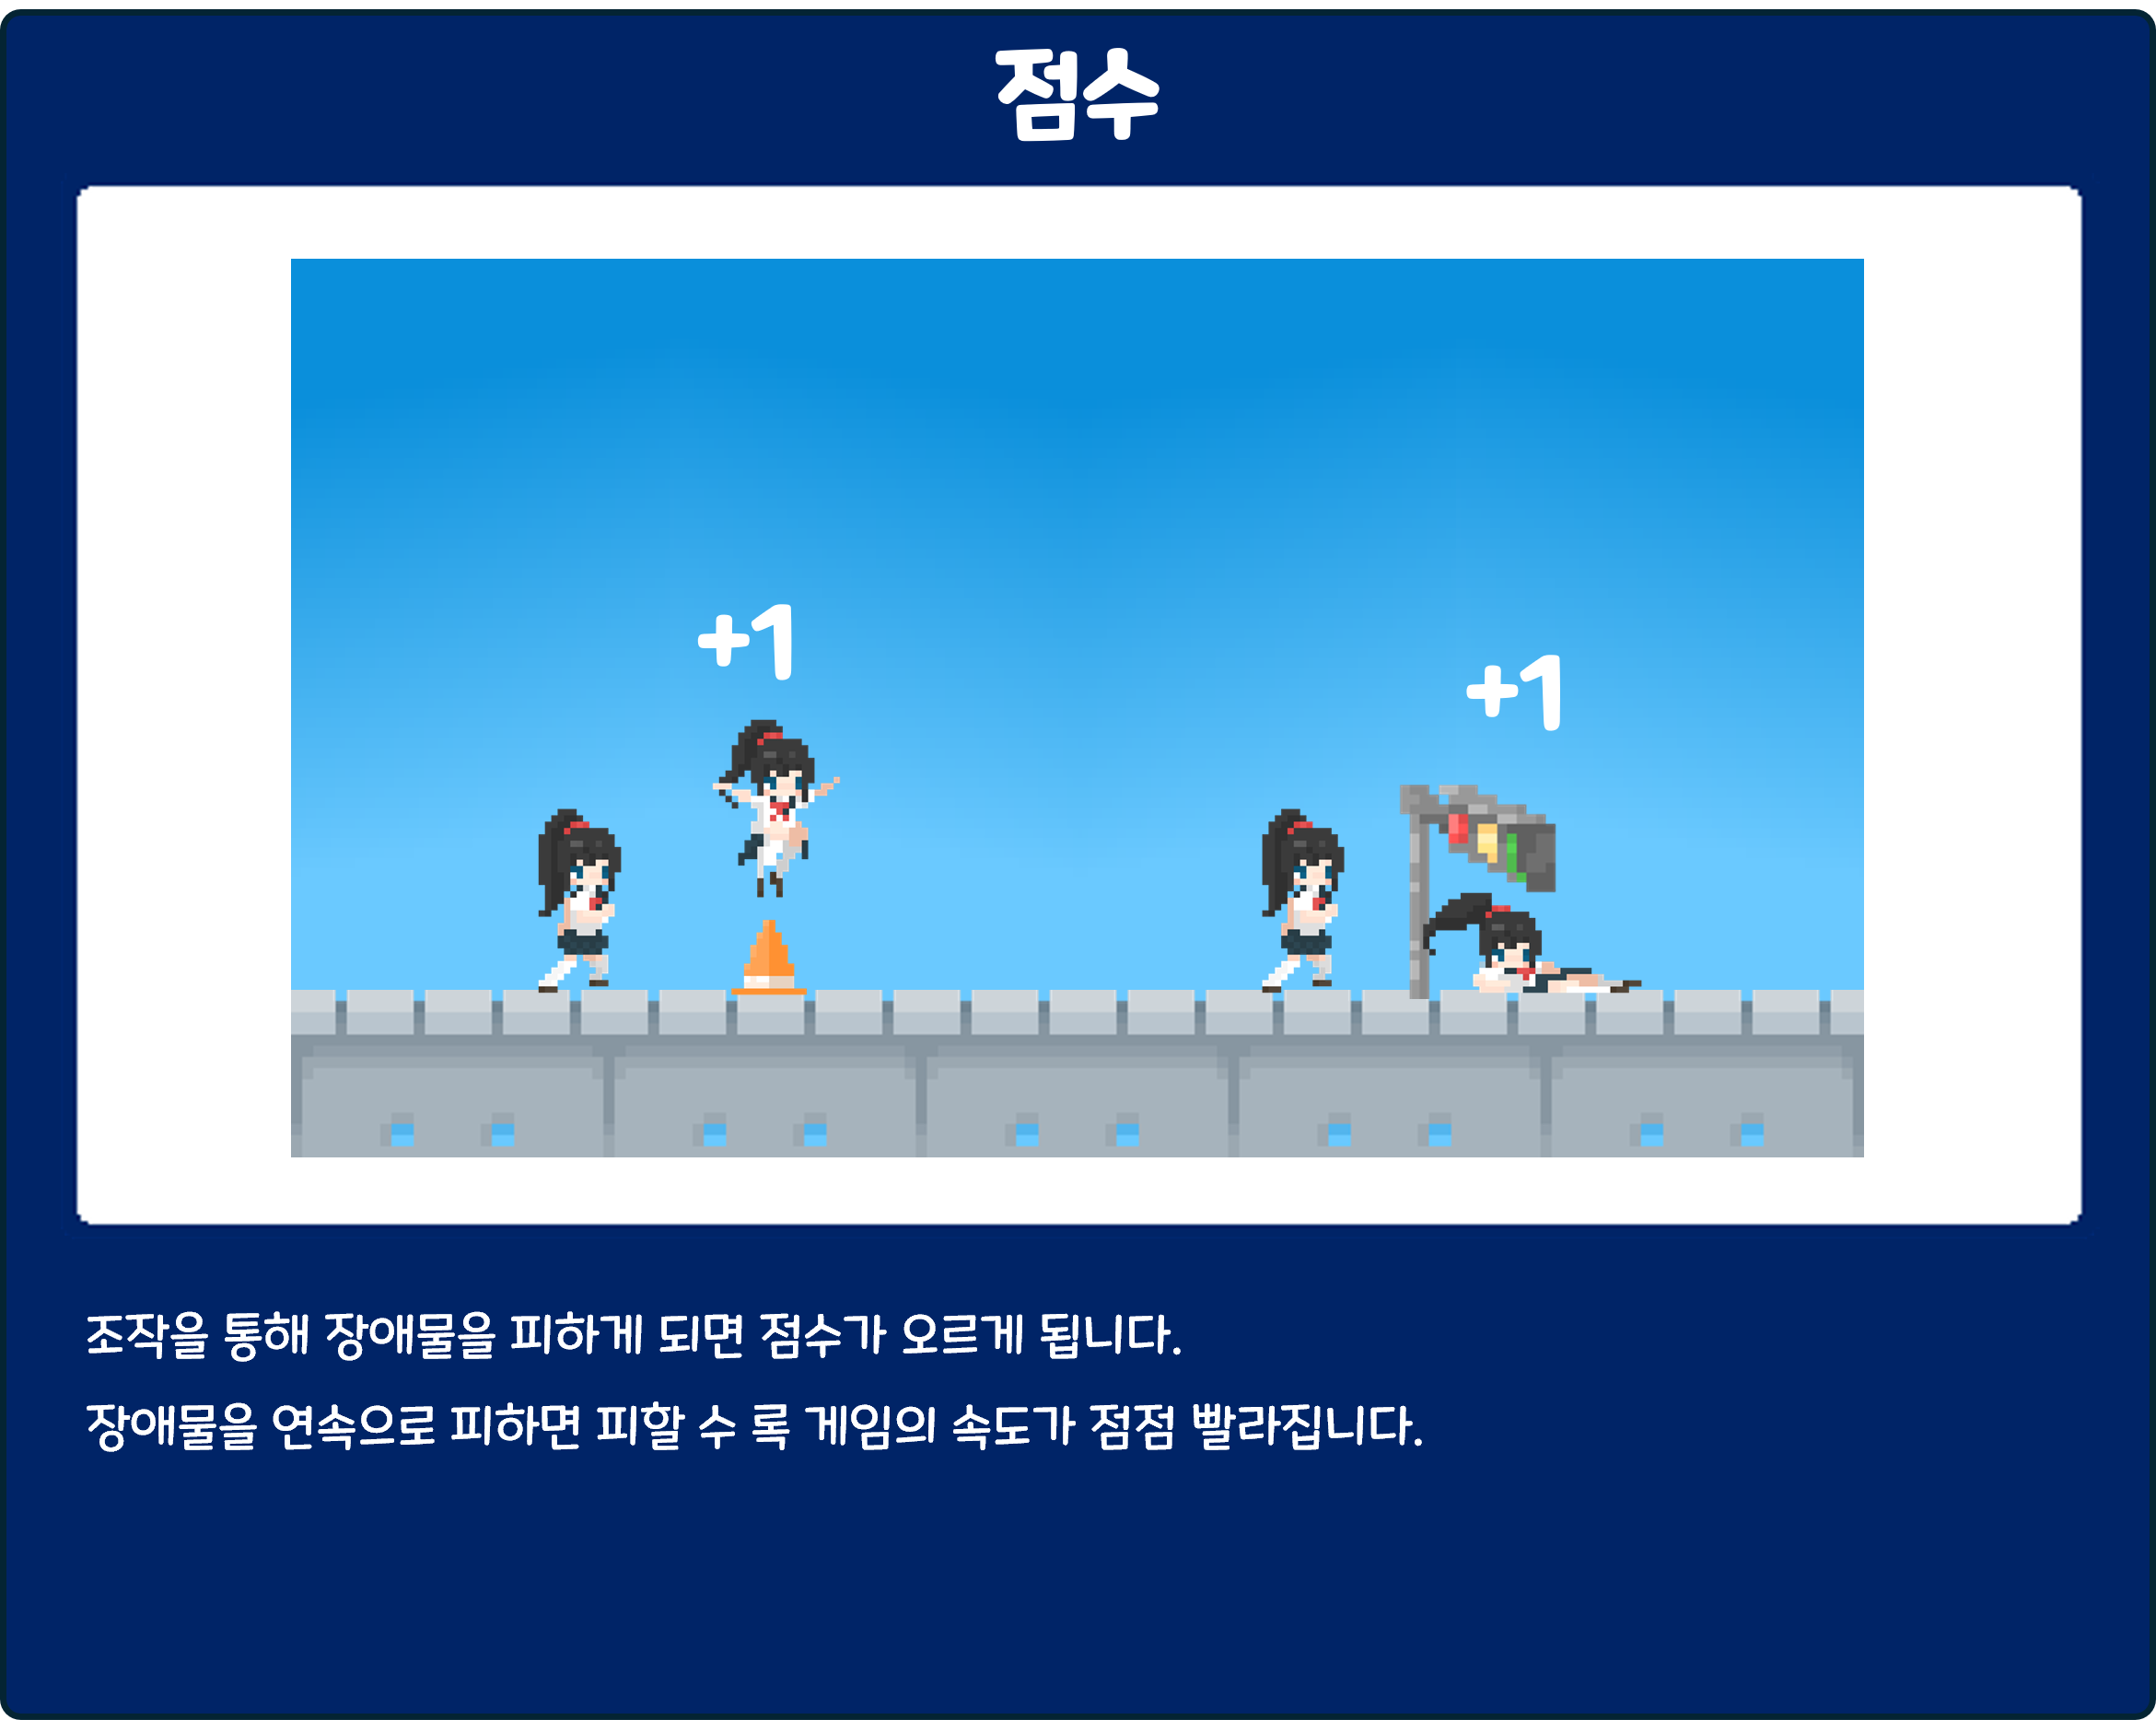 점수
+1
+1
조작을 통해 장애물을 피하게 되면 점수가 오르게 됩니다.
장애물을 연속으로 피하면 피할 수 록 게임의 속도가 점점 빨라집니다.